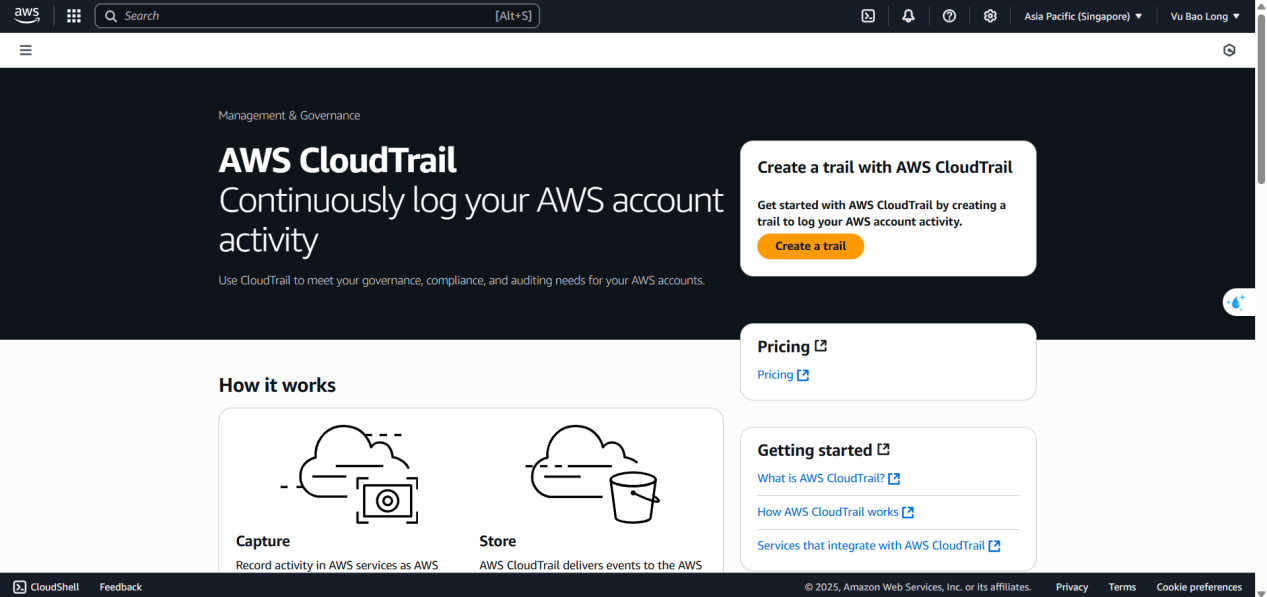 aws
Search [Alt+S]
Asia Pacific (Singapore)
Vu Bao Long
Management & Governance
AWS CloudTrail
Continuously log your AWS account
activity
Use CloudTrail to meet your governance, compliance, and auditing needs for your AWS accounts.
Create a trail with AWS CloudTrail
Get started with AWS CloudTrail by creating a
trail to log your AWS account activity.
Create a trail
Pricing
Pricing
How it works
Capture
Record activity in AWS services as AWS
Store
AWS CloudTrail delivers events to the AWS
Getting started
What is AWS CloudTrail?
How AWS CloudTrail works
Services that integrate with AWS CloudTrail
CloudShell
Feedback
© 2025, Amazon Web Services, Inc. or its affiliates.
Privacy
Terms
Cookie preferences